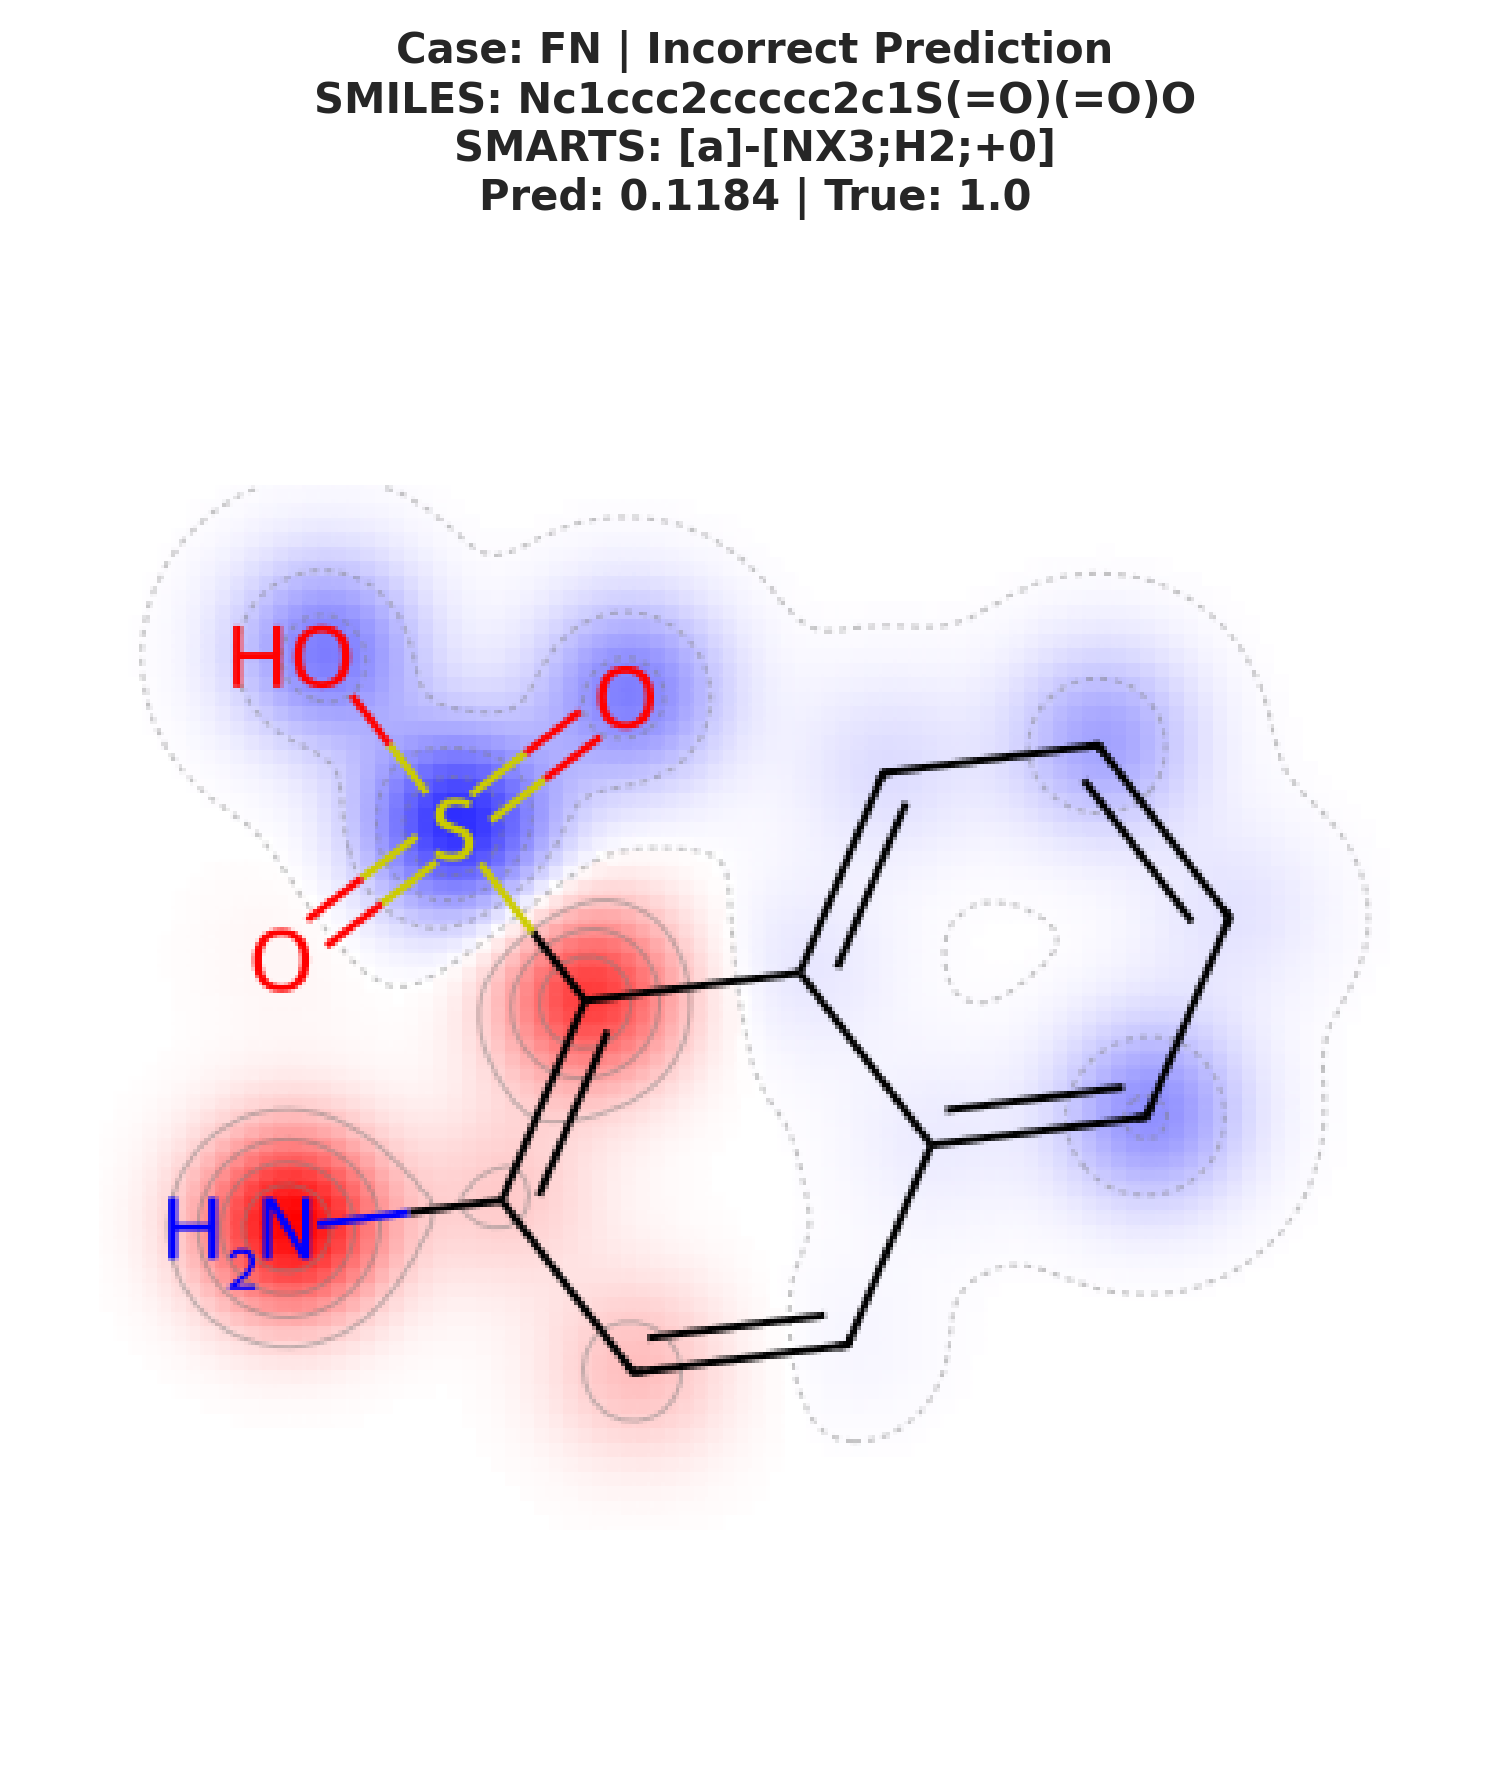 Case: FN | Incorrect Prediction
SMILES: Nc1ccc2ccccc2c1S(=O)(=O)O
SMARTS: [a]-[NX3;H2;+0]
Pred: 0.1184 | True: 1.0
HO
O
S
O
H2N